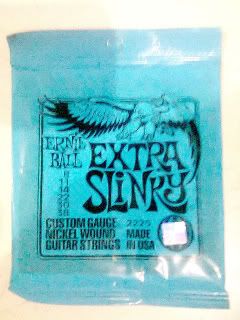 ERNIE BALL
EXTRA
SLINKY
8
11
14
22
30
38
CUSTOM GAUGE 2225
NICKEL WOUND MADE
GUITAR STRINGS IN USA